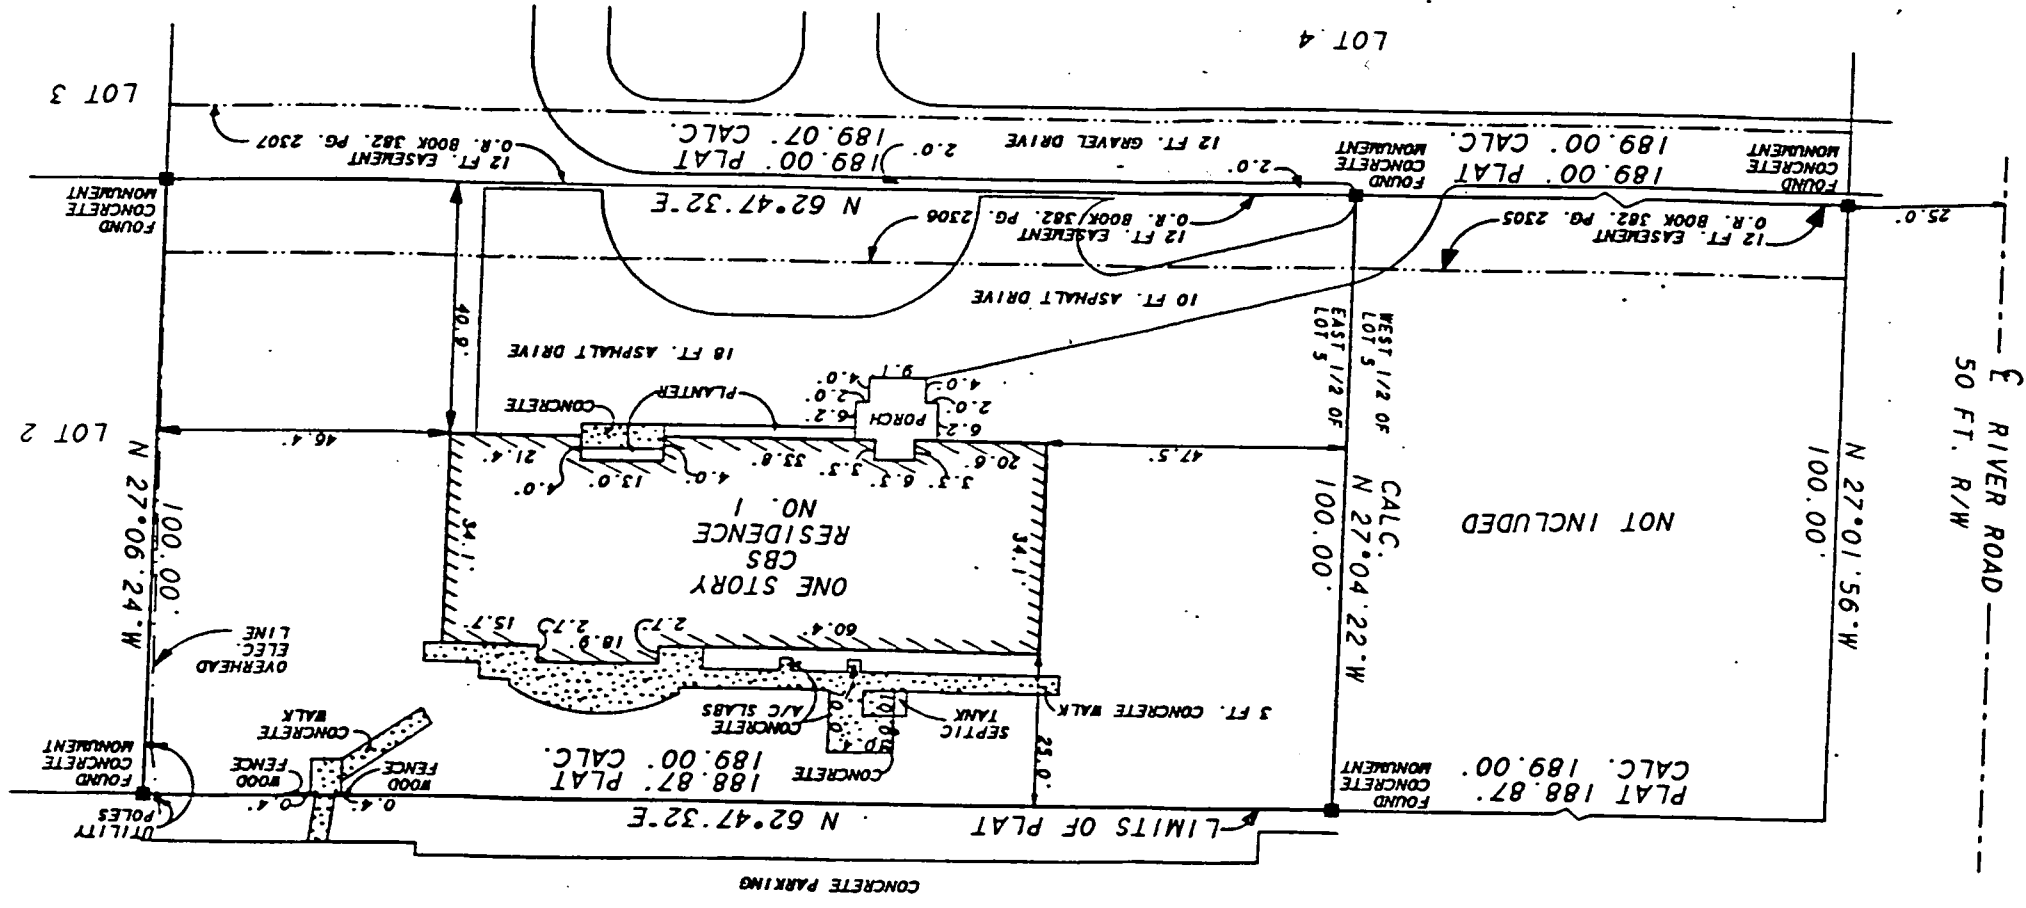 CONCRETE PARKING
LIMITS OF PLAT
N 62°47'32"E
UTILITY
POLES
PLAT 188.87'
CALC. 189.00'
FOUND
CONCRETE
MONUMENT
PLAT 188.87'
189.00' CALC.
25.0'
CONCRETE
SEPTIC
TANK
3 FT. CONCRETE WALK
CONCRETE
A/C SLABS
0.4'
0.4'
WOOD
FENCE
WOOD
FENCE
CONCRETE
WALK
FOUND
CONCRETE
MONUMENT
OVERHEAD
ELEC.
LINE
60.4'
2.7'
18.9'
2.7'
15.7'
34.1'
34.1'
ONE STORY
CBS
RESIDENCE
NO. 1
₵ RIVER ROAD
50 FT. R/W
N 27°01'56"W
100.00'
NOT INCLUDED
CALC.
N 27°04'22"W
100.00'
N 27°06'24"W
100.00'
LOT 2
47.5'
20.6'
3.3'
6.3'
3.3'
33.8'
4.0'
13.0'
4.0'
21.4'
46.4'
6.2'
2.0'
4.0'
PORCH
9.1'
6.2'
2.0'
4.0'
PLANTER
CONCRETE
WEST 1/2 OF
LOT 5
EAST 1/2 OF
LOT 5
18 FT. ASPHALT DRIVE
40.9'
10 FT. ASPHALT DRIVE
25.0'
12 FT. EASEMENT
O.R. BOOK 382. PG. 2305
12 FT. EASEMENT
O.R. BOOK 382. PG. 2306
N 62°47'32"E
FOUND
CONCRETE
MONUMENT
FOUND
CONCRETE
MONUMENT
189.00' PLAT
189.00' CALC.
FOUND
CONCRETE
MONUMENT
2.0'
12 FT. GRAVEL DRIVE
2.0'
189.00' PLAT
189.07' CALC.
12 FT. EASEMENT
O.R. BOOK 382. PG. 2307
LOT 3
LOT 4